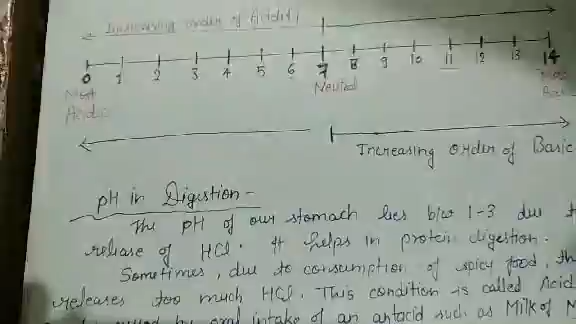 Increasing order of Acidity
0 1 2 3 4 5 6 7 8 9 10 11 12 13 14
Most Neutral Most
Acidic
Increasing order of Basic
pH in Digestion -
The pH of our stomach lies b/w 1-3 due
release of HCl. It helps in protein digestion.
Sometimes, due to consumption of spicy food, th
releases too much HCl. This condition is called Acid
by oral intake of an antacid such as Milk of M